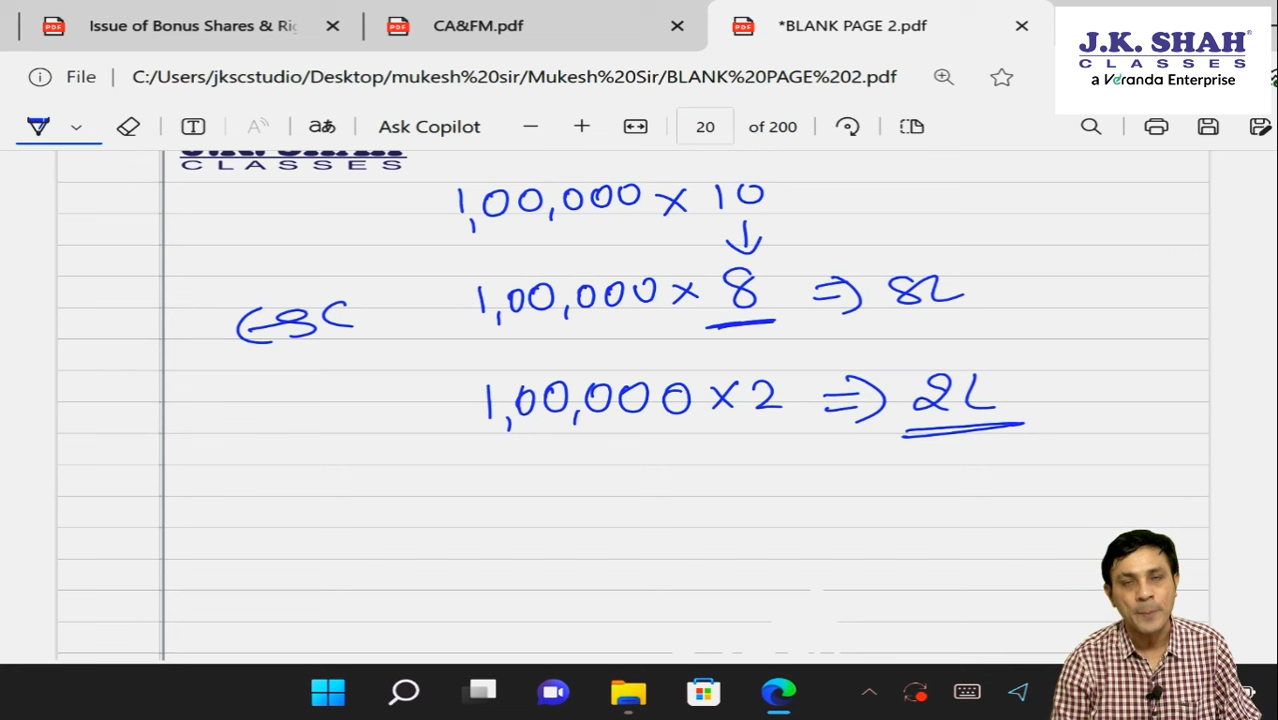 Issue of Bonus Shares & Rig
CA&FM.pdf
*BLANK PAGE 2.pdf
J.K. SHAH®
CLASSES
a Veranda Enterprise
File
C:/Users/jkscstudio/Desktop/mukesh%20sir/Mukesh%20Sir/BLANK%20PAGE%202.pdf
Ask Copilot
20
of 200
CLASSES
1,00,000 × 10
↓
1,00,000 × 8 ⇒ 8L
ESC
1,00,000 × 2 ⇒ 2L